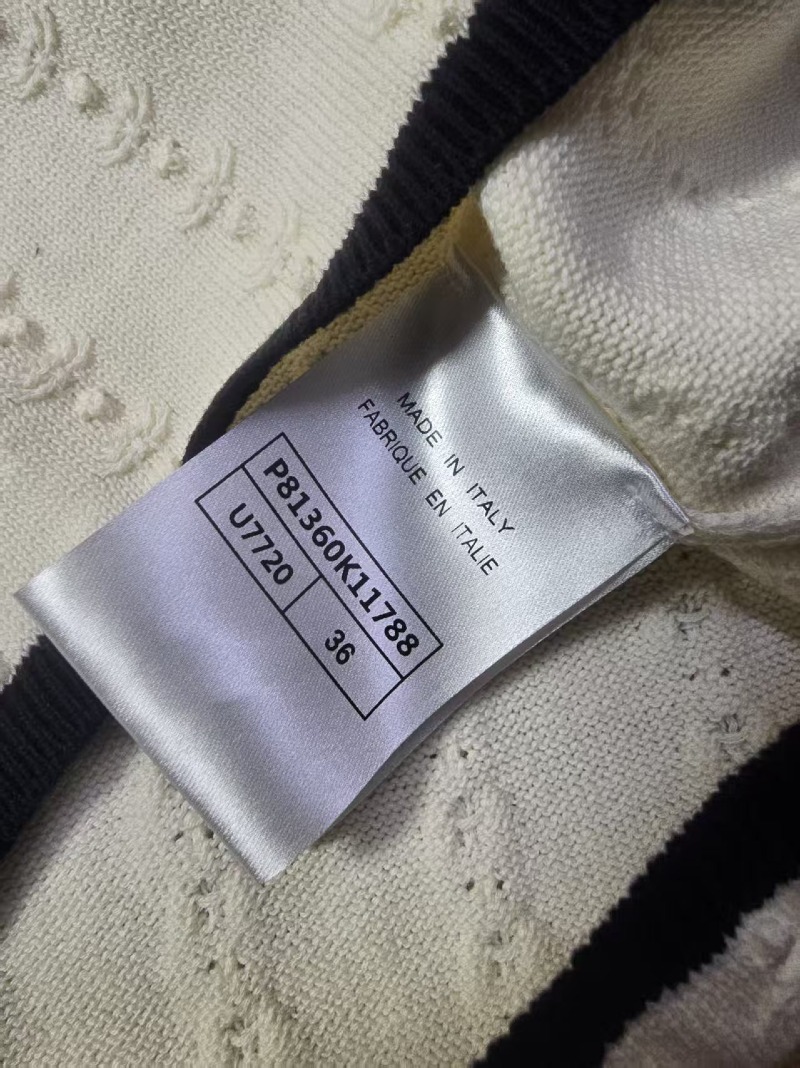 MADE IN ITALY
FABRIQUE EN ITALIE
P81360K11788
U7720 36